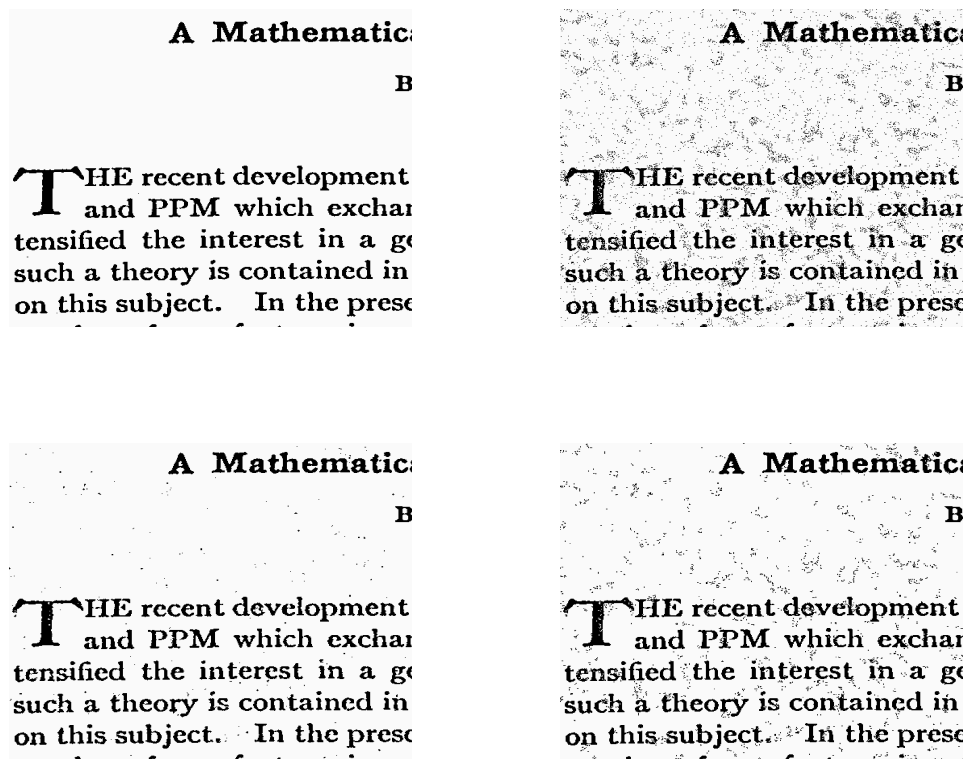 A Mathematic
B
THE recent development
and PPM which
tensified the interest in a
such a theory is contained in
on this subject. In the
A Mathematic
B
THE recent development
and PPM which
tensified the interest in a
such a theory is contained in
on this subject. In the
A Mathematic
B
THE recent development
and PPM which
tensified the interest in a
such a theory is contained in
on this subject. In the
A Mathematic
B
THE recent development
and PPM which
tensified the interest in a
such a theory is contained in
on this subject. In the